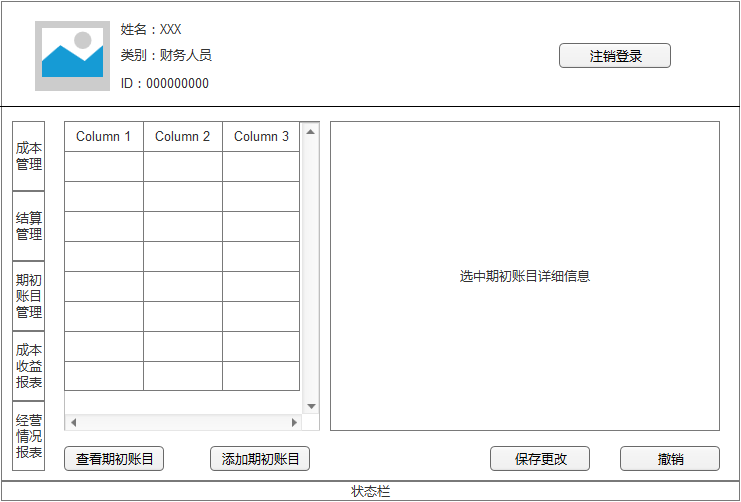 姓名：XXX
类别：财务人员
ID：000000000
注销登录
成本
管理
结算
管理
期初
账目
管理
成本
收益
报表
经营
情况
报表
Column 1 Column 2 Column 3
选中期初账目详细信息
查看期初账目
添加期初账目
保存更改
撤销
状态栏